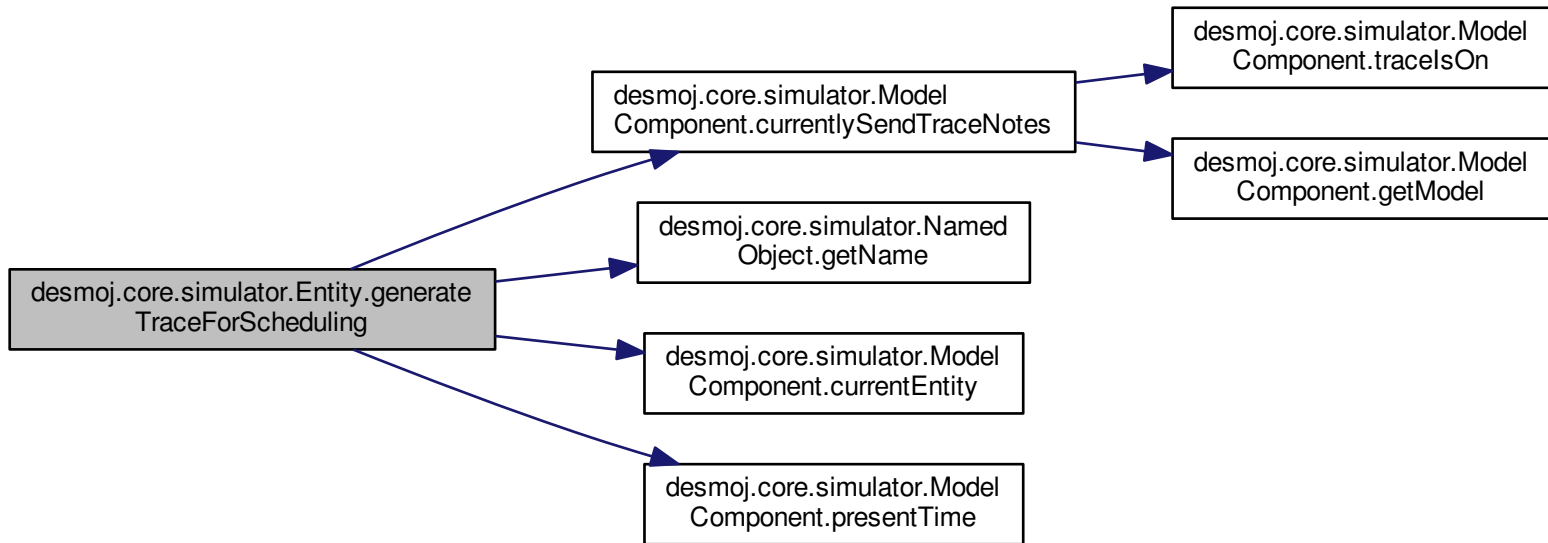 desmoj.core.simulator.Entity.generate
TraceForScheduling
desmoj.core.simulator.Model
Component.currentlySendTraceNotes
desmoj.core.simulator.Named
Object.getName
desmoj.core.simulator.Model
Component.currentEntity
desmoj.core.simulator.Model
Component.presentTime
desmoj.core.simulator.Model
Component.traceIsOn
desmoj.core.simulator.Model
Component.getModel